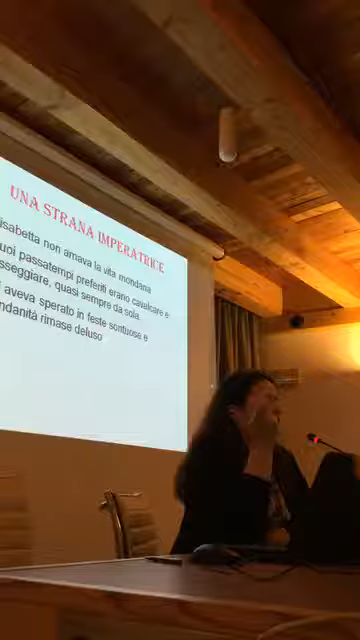 UNA STRANA IMPERATRICE
isabetta non amava la vita mondana
uoi passatempi preferiti erano cavalcare e
sseggiare, quasi sempre da sola.
aveva sperato in feste sontuose e
ndanità rimase deluso